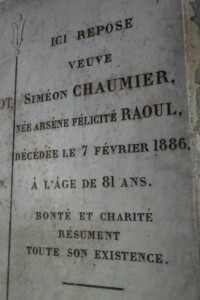 ICI REPOSE
VEUVE
SIMÉON CHAUMIER,
NÉE ARSÈNE FÉLICITÉ RAOUL,
DÉCÉDÉE LE 7 FÉVRIER 1886,
À L'ÂGE DE 81 ANS.
BONTÉ ET CHARITÉ
RÉSUMENT
TOUTE SON EXISTENCE.